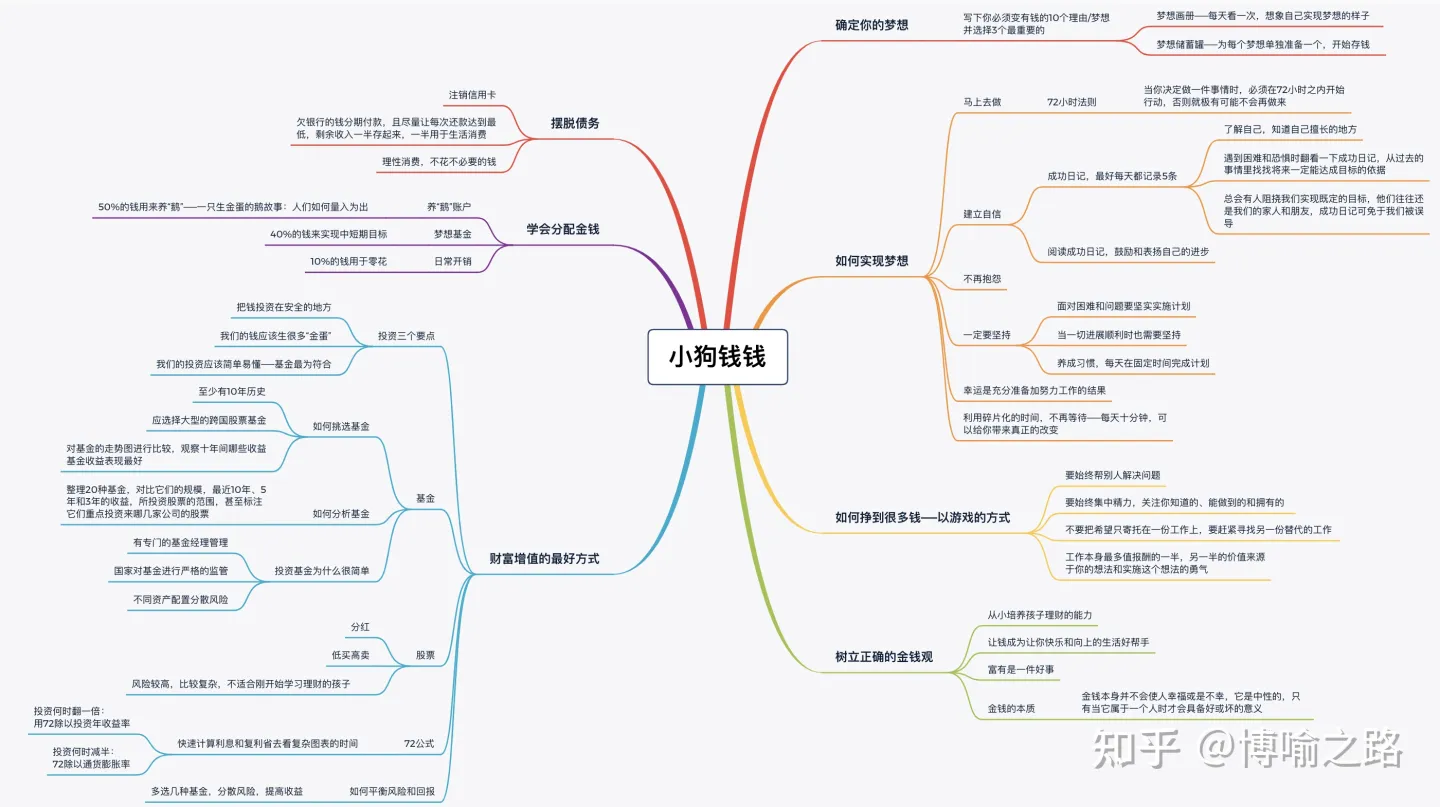 小狗钱钱
确定你的梦想
写下你必须变有钱的10个理由/梦想
并选择3个最重要的
梦想画册——每天看一次，想象自己实现梦想的样子
梦想储蓄罐——为每个梦想单独准备一个，开始存钱
如何实现梦想
马上去做
72小时法则
当你决定做一件事情时，必须在72小时之内开始
行动，否则就极有可能不会再做来
建立自信
成功日记，最好每天都记录5条
了解自己，知道自己擅长的地方
遇到困难和恐惧时翻看一下成功日记，从过去的
事情里找找将来一定能达成目标的依据
总会有人阻挠我们实现既定的目标，他们往往还
是我们的家人和朋友，成功日记可免于我们被误
导
阅读成功日记，鼓励和表扬自己的进步
不再抱怨
一定要坚持
面对困难和问题要坚实实施计划
当一切进展顺利时也需要坚持
养成习惯，每天在固定时间完成计划
幸运是充分准备加努力工作的结果
利用碎片化的时间，不再等待——每天十分钟，可
以给你带来真正的改变
如何挣到很多钱——以游戏的方式
要始终帮别人解决问题
要始终集中精力，关注你知道的、能做到的和拥有的
不要把希望只寄托在一份工作上，要赶紧寻找另一份替代的工作
工作本身最多值报酬的一半，另一半的价值来源
于你的想法和实施这个想法的勇气
树立正确的金钱观
从小培养孩子理财的能力
让钱成为让你快乐和向上的生活好帮手
富有是一件好事
金钱的本质
金钱本身并不会使人幸福或是不幸，它是中性的，只
有当它属于一个人时才会具备好或坏的意义
摆脱债务
注销信用卡
欠银行的钱分期付款，且尽量让每次还款达到最
低，剩余收入一半存起来，一半用于生活消费
理性消费，不花不必要的钱
学会分配金钱
养“鹅”账户
50%的钱用来养“鹅”——一只生金蛋的鹅故事：人们如何量入为出
梦想基金
40%的钱来实现中短期目标
日常开销
10%的钱用于零花
财富增值的最好方式
投资三个要点
把钱投资在安全的地方
我们的钱应该生很多“金蛋”
我们的投资应该简单易懂——基金最为符合
基金
如何挑选基金
至少有10年历史
应选择大型的跨国股票基金
对基金的走势图进行比较，观察十年间哪些收益
基金收益表现最好
如何分析基金
整理20种基金，对比它们的规模，最近10年、5
年和3年的收益，所投资股票的范围，甚至标注
它们重点投资来哪几家公司的股票
投资基金为什么很简单
有专门的基金经理管理
国家对基金进行严格的监管
不同资产配置分散风险
股票
分红
低买高卖
风险较高，比较复杂，不适合刚开始学习理财的孩子
72公式
快速计算利息和复利省去看复杂图表的时间
投资何时翻一倍：
用72除以投资年收益率
投资何时减半：
72除以通货膨胀率
如何平衡风险和回报
多选几种基金，分散风险，提高收益
知乎 @博喻之路